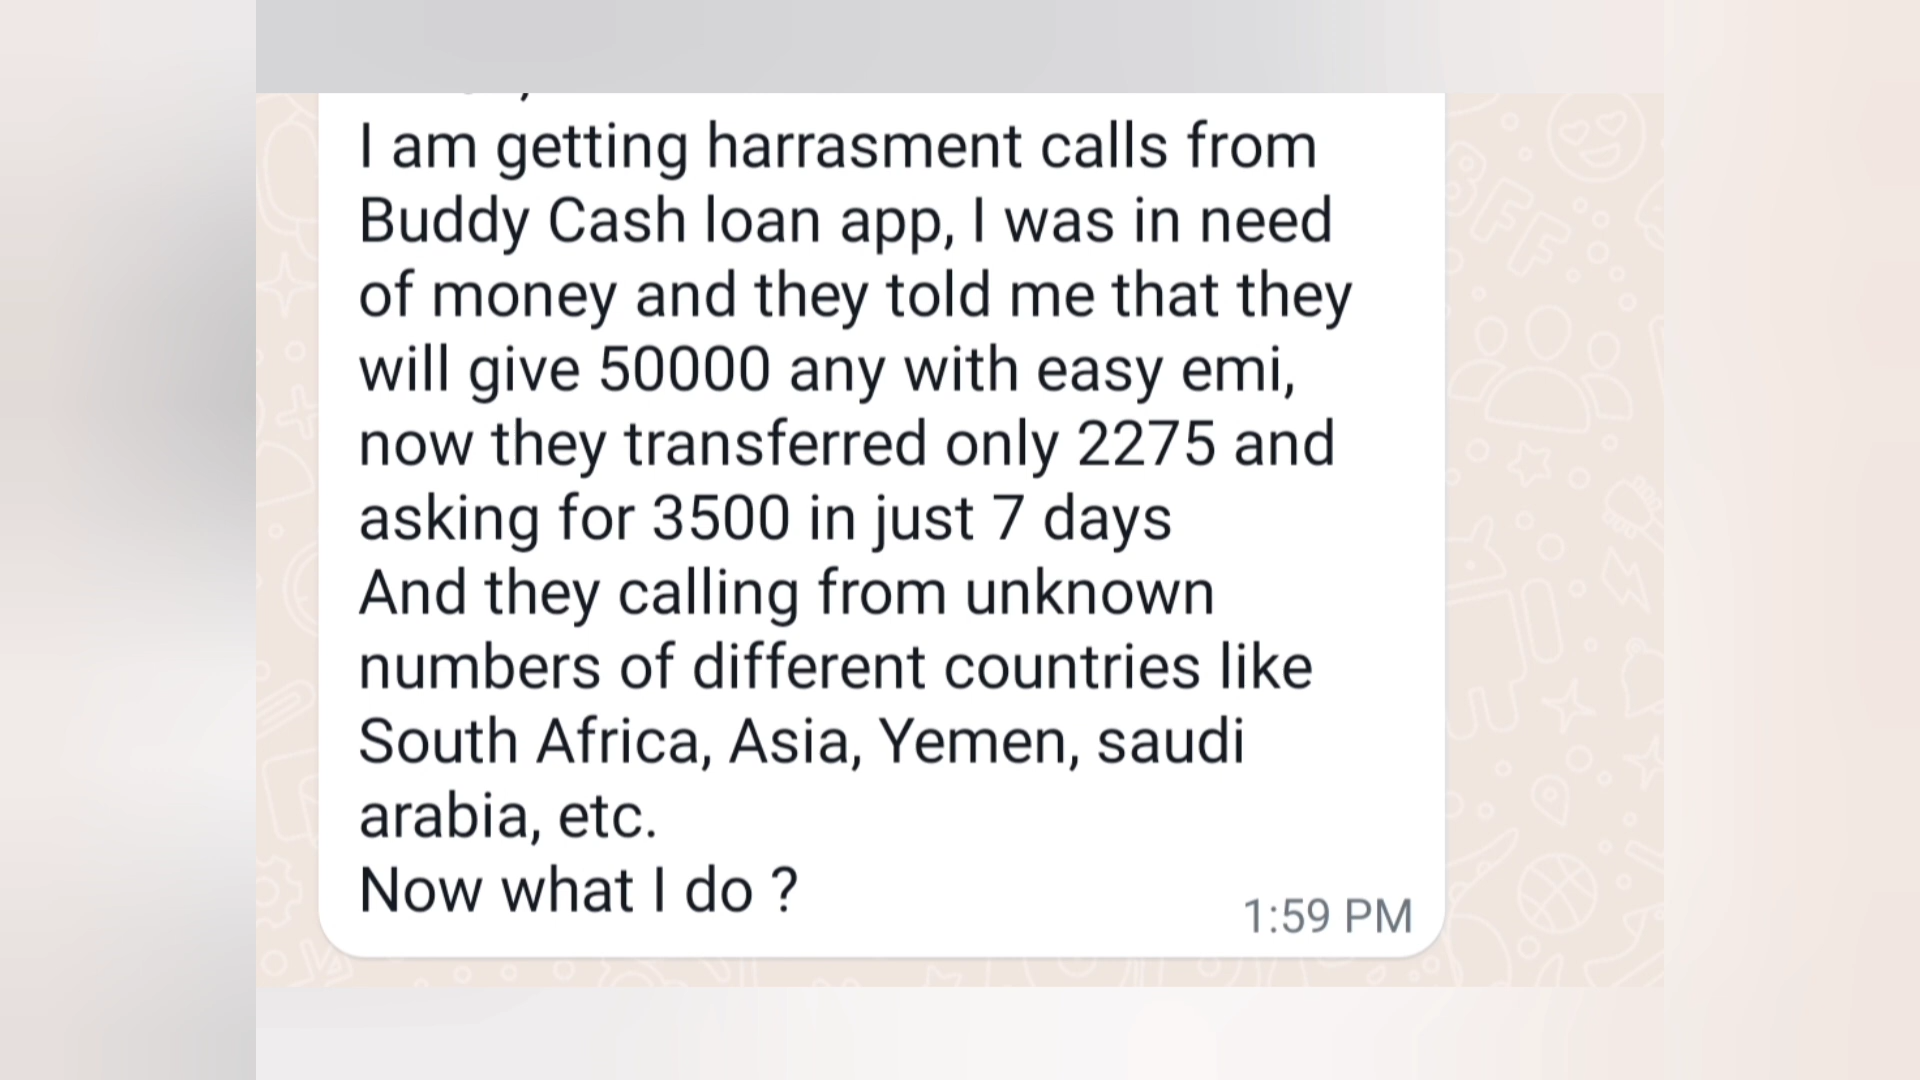 I am getting harrasment calls from
Buddy Cash loan app, I was in need
of money and they told me that they
will give 50000 any with easy emi,
now they transferred only 2275 and
asking for 3500 in just 7 days
And they calling from unknown
numbers of different countries like
South Africa, Asia, Yemen, saudi
arabia, etc.
Now what I do ?
1:59 PM